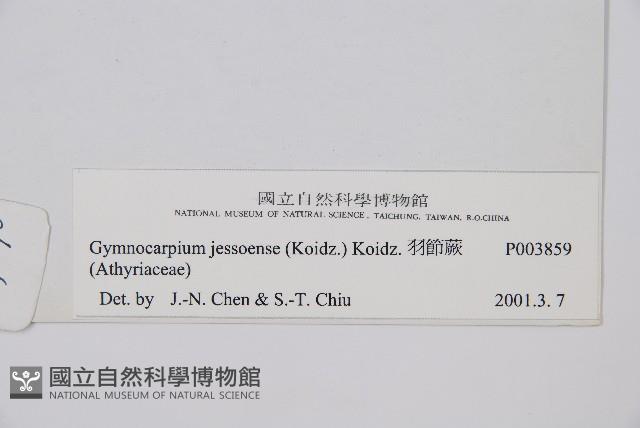 國立自然科學博物館
NATIONAL MUSEUM OF NATURAL SCIENCE, TAICHUNG, TAIWAN, R.O.CHINA
Gymnocarpium jessoense (Koidz.) Koidz. 羽節蕨 P003859
(Athyriaceae)
Det. by J.-N. Chen & S.-T. Chiu 2001.3.7
國立自然科學博物館
NATIONAL MUSEUM OF NATURAL SCIENCE